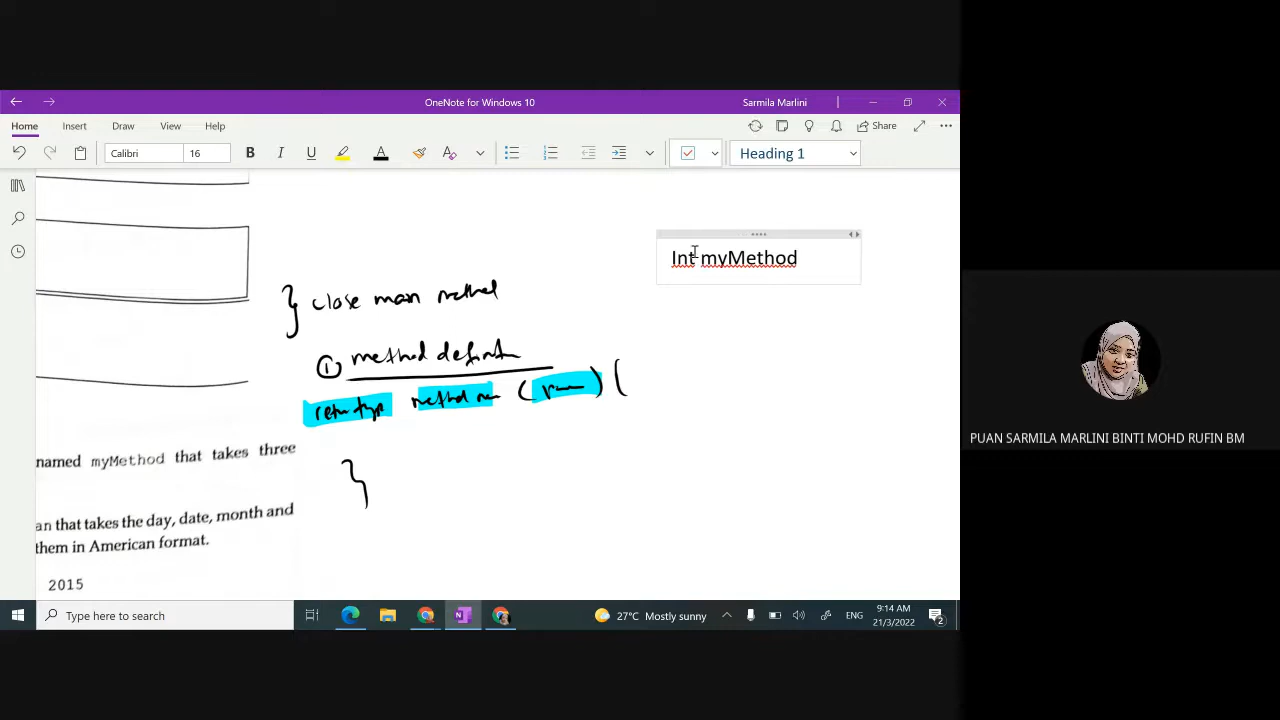 OneNote for Windows 10
Sarmila Marlini
Home Insert Draw View Help
Share
Calibri 16 B I U A A Heading 1
Int myMethod
} close main method
① method definition
return type method name ( ) {
}
named myMethod that takes three
an that takes the day, date, month and
them in American format.
2015
PUAN SARMILA MARLINI BINTI MOHD RUFIN BM
Type here to search
27°C Mostly sunny
ENG
9:14 AM
21/3/2022
2